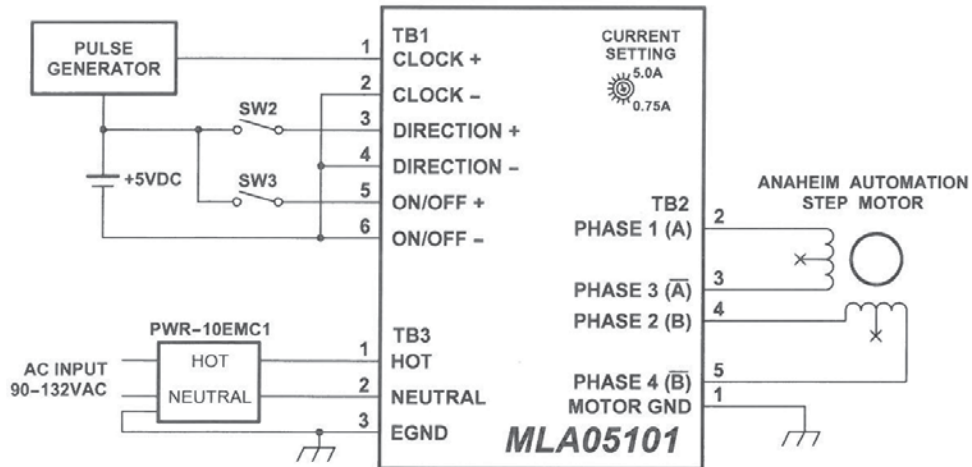 PULSE
GENERATOR
+5VDC
SW2
SW3
TB1
1 CLOCK +
2 CLOCK −
3 DIRECTION +
4 DIRECTION −
5 ON/OFF +
6 ON/OFF −
CURRENT
SETTING
5.0A
0.75A
ANAHEIM AUTOMATION
STEP MOTOR
TB2
PHASE 1 (A) 2
PHASE 3 (A̅) 3
PHASE 2 (B) 4
PHASE 4 (B̅) 5
MOTOR GND 1
PWR-10EMC1
AC INPUT
90-132VAC
HOT
NEUTRAL
TB3
1 HOT
2 NEUTRAL
3 EGND
MLA05101